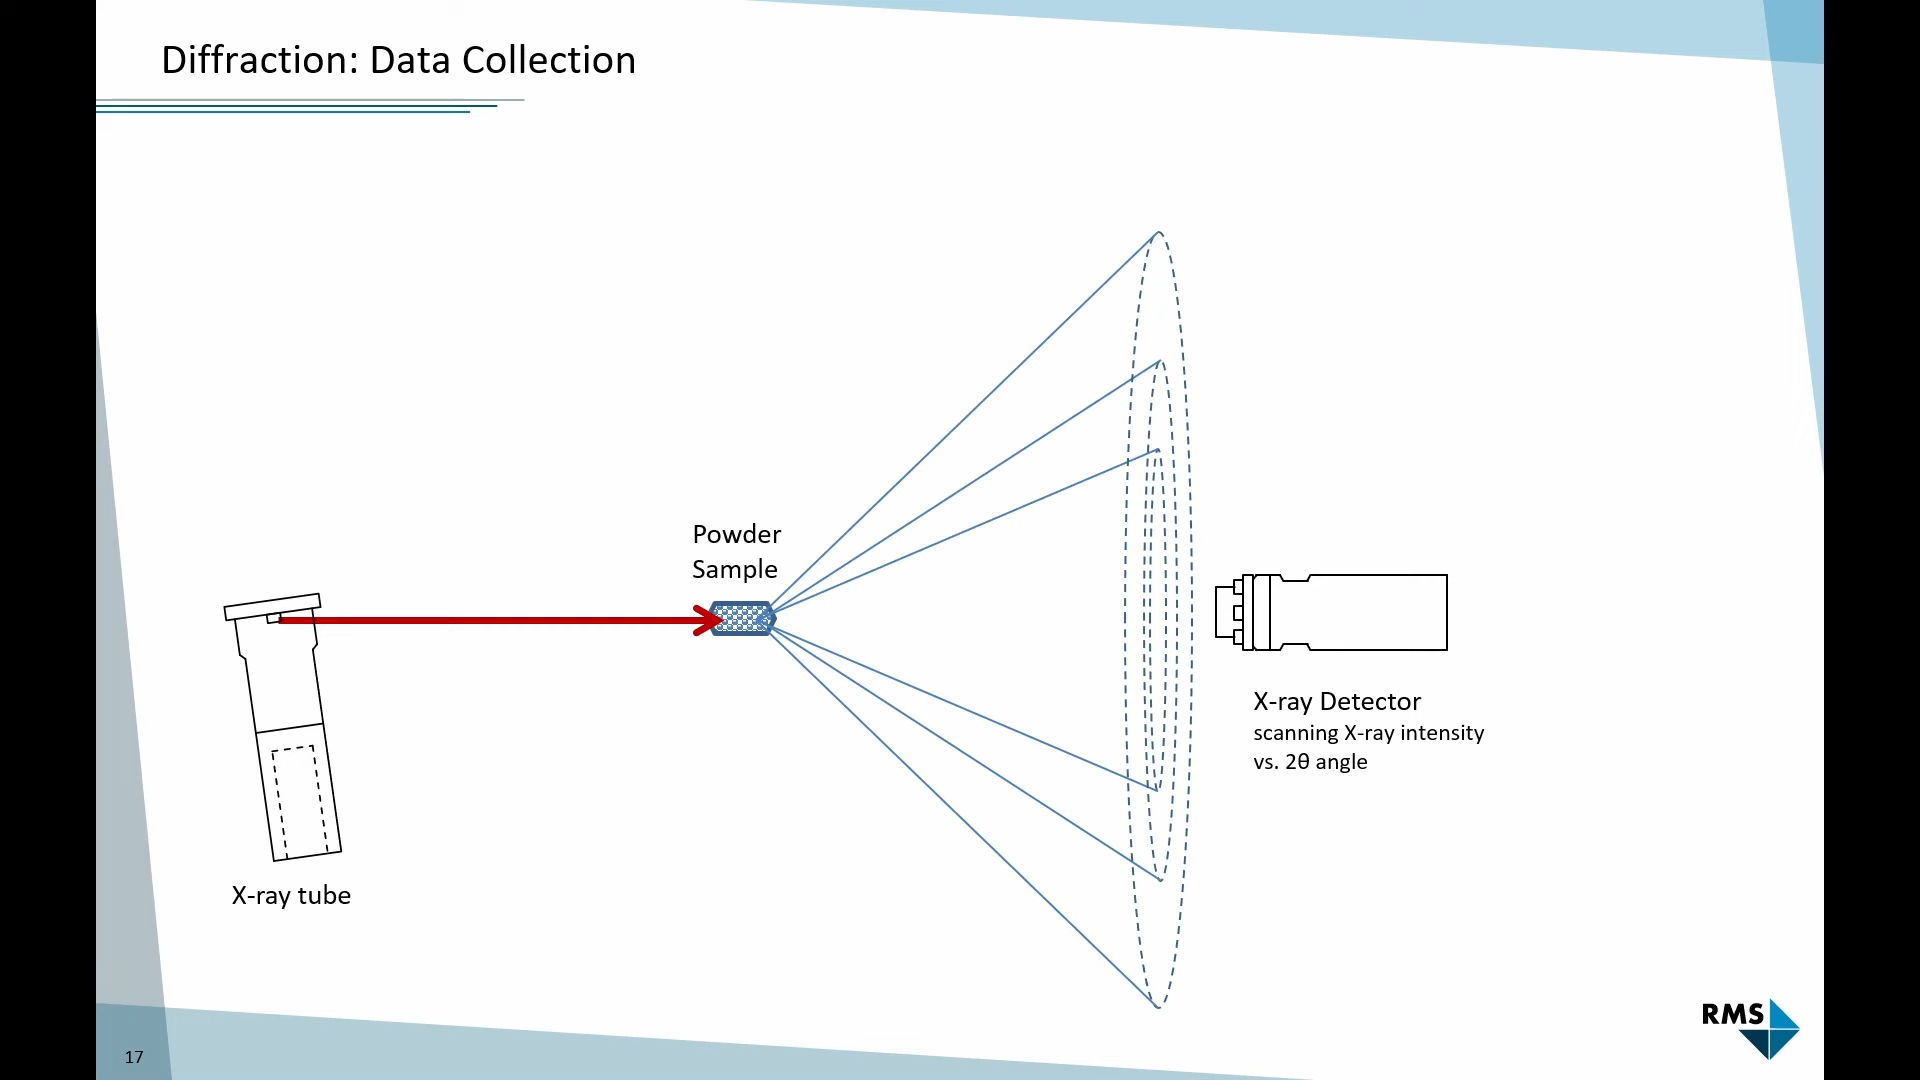 Diffraction: Data Collection
Powder
Sample
X-ray Detector
scanning X-ray intensity
vs. 2θ angle
X-ray tube
RMS
17